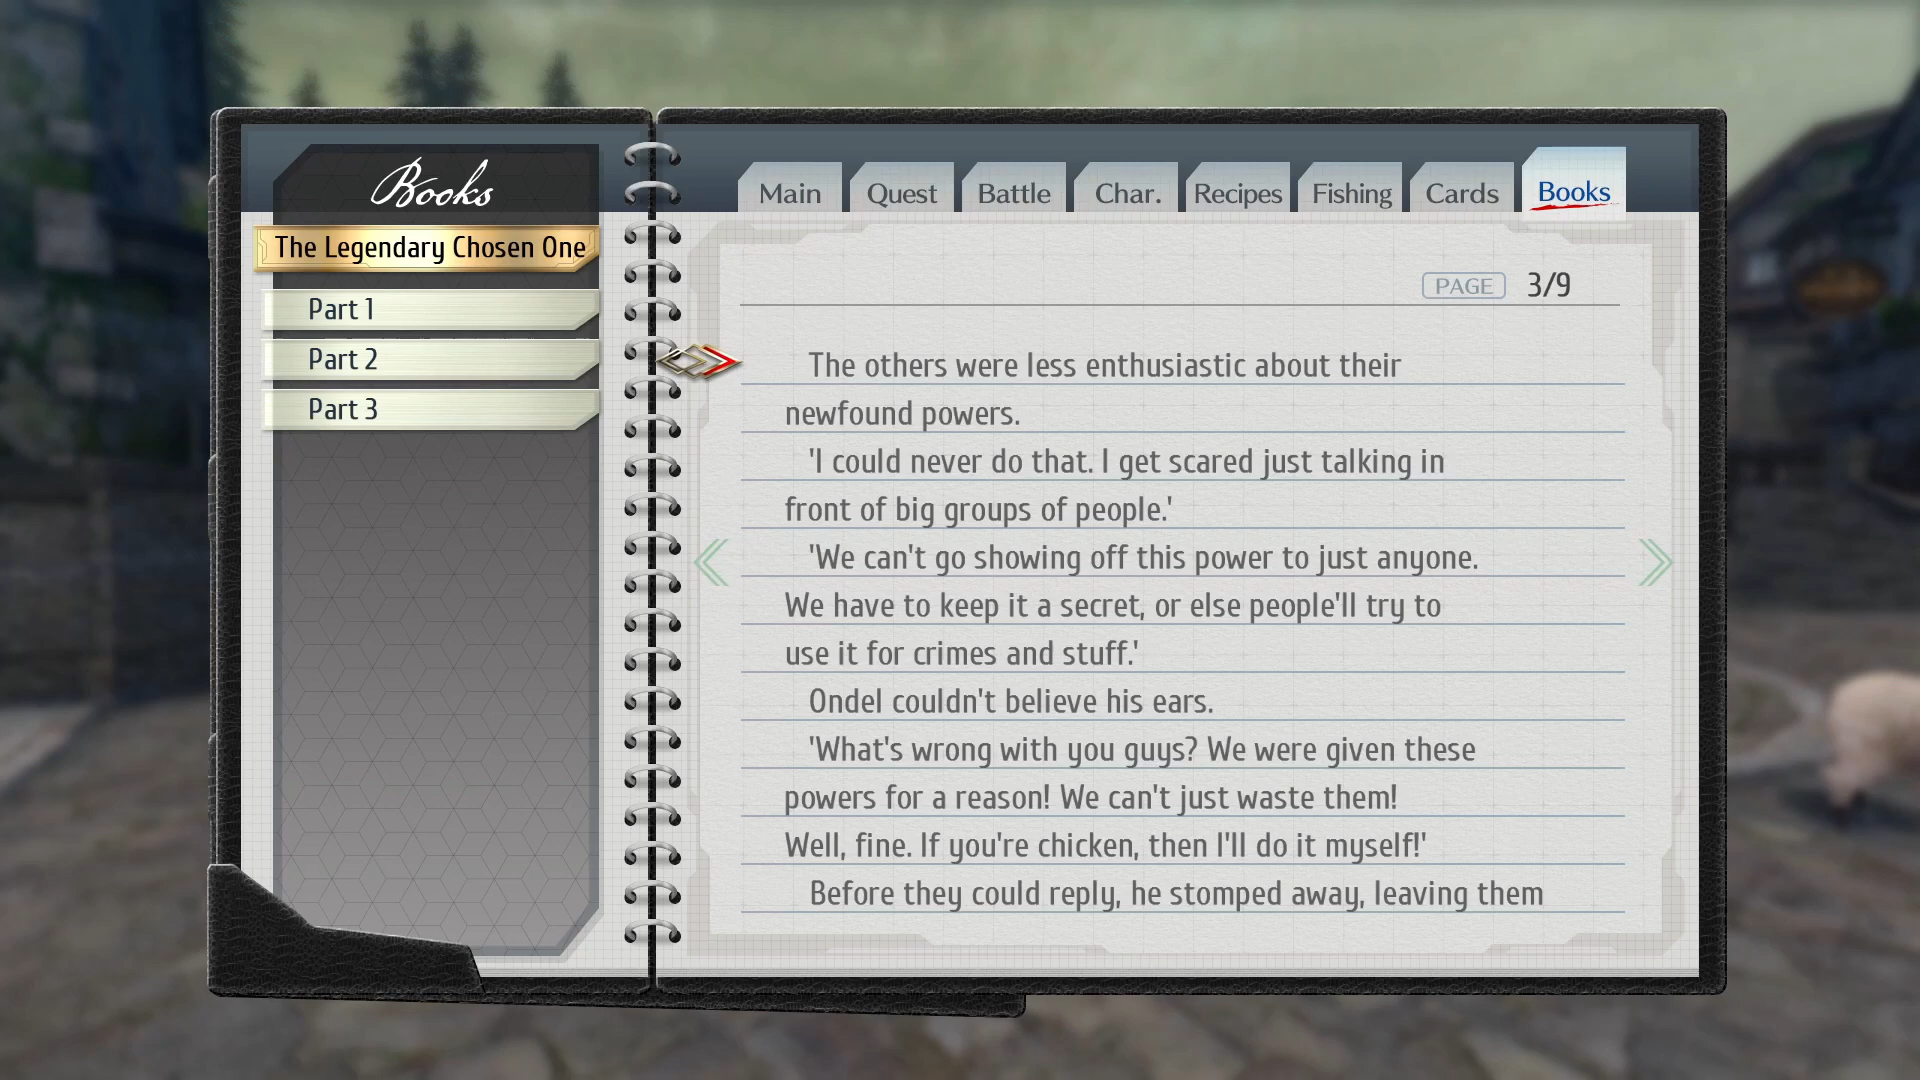 Books
The Legendary Chosen One
Part 1
Part 2
Part 3
Main
Quest
Battle
Char.
Recipes
Fishing
Cards
Books
PAGE 3/9
The others were less enthusiastic about their
newfound powers.
'I could never do that. I get scared just talking in
front of big groups of people.'
'We can't go showing off this power to just anyone.
We have to keep it a secret, or else people'll try to
use it for crimes and stuff.'
Ondel couldn't believe his ears.
'What's wrong with you guys? We were given these
powers for a reason! We can't just waste them!
Well, fine. If you're chicken, then I'll do it myself!'
Before they could reply, he stomped away, leaving them